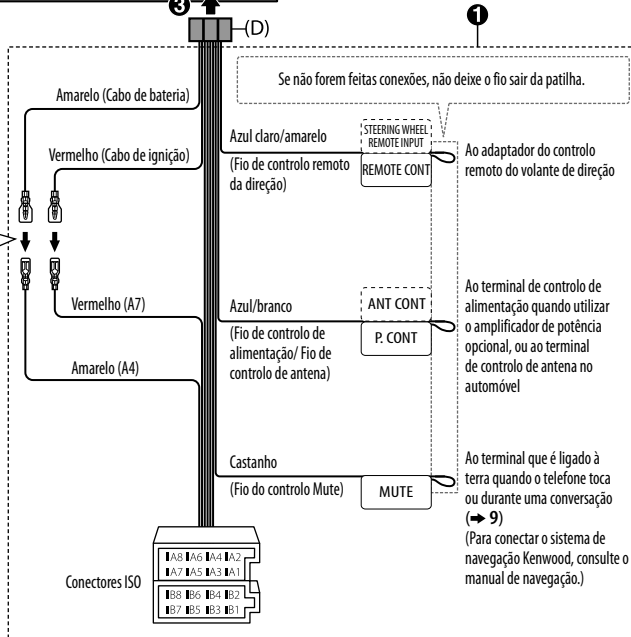 3
(D)
1
Se não forem feitas conexões, não deixe o fio sair da patilha.
Amarelo (Cabo de bateria)
Vermelho (Cabo de ignição)
Azul claro/amarelo
(Fio de controlo remoto
da direção)
STEERING WHEEL
REMOTE INPUT
REMOTE CONT
Ao adaptador do controlo
remoto do volante de direção
Vermelho (A7)
Amarelo (A4)
Azul/branco
(Fio de controlo de
alimentação/ Fio de
controlo de antena)
ANT CONT
P. CONT
Ao terminal de controlo de
alimentação quando utilizar
o amplificador de potência
opcional, ou ao terminal
de controlo de antena no
automóvel
Castanho
(Fio do controlo Mute)
MUTE
Ao terminal que é ligado à
terra quando o telefone toca
ou durante uma conversação
(➜ 9)
(Para conectar o sistema de
navegação Kenwood, consulte o
manual de navegação.)
Conectores ISO
A8 A6 A4 A2
A7 A5 A3 A1
B8 B6 B4 B2
B7 B5 B3 B1